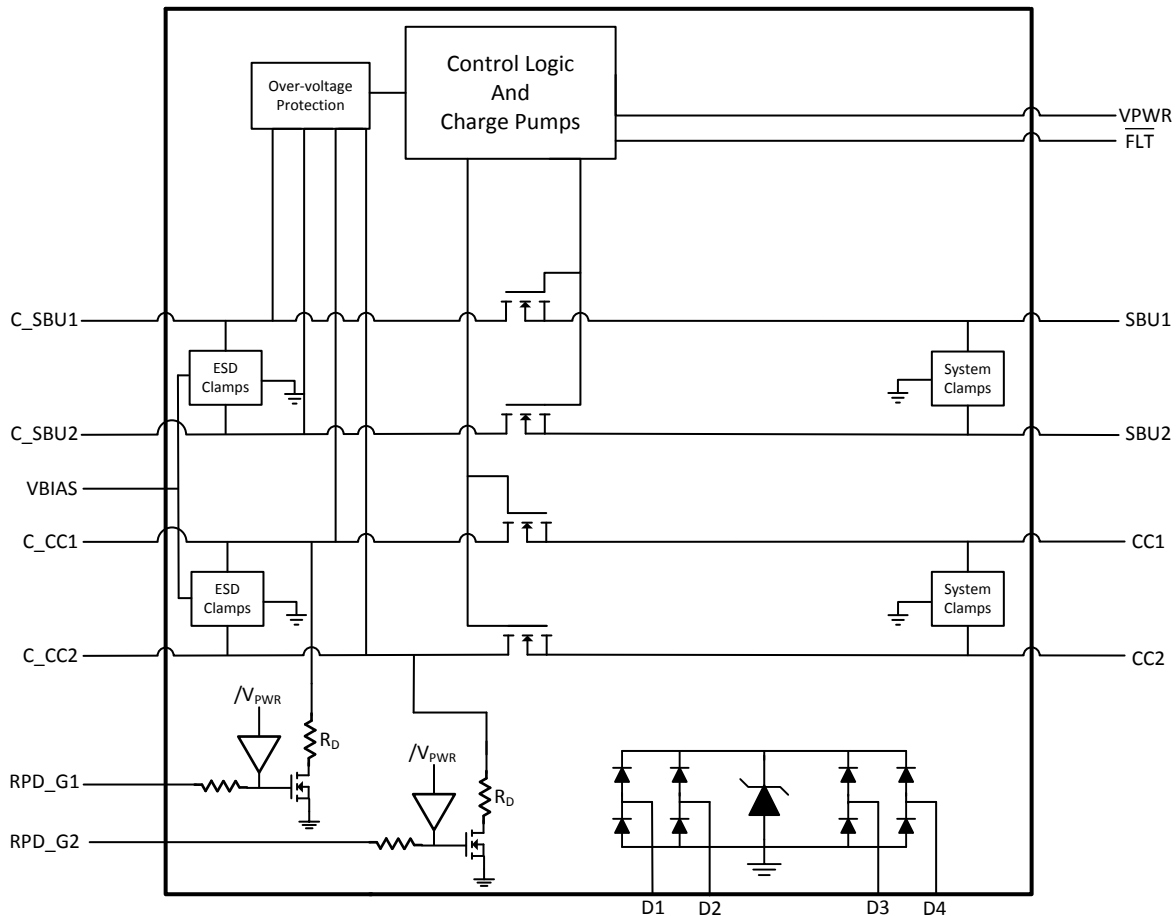 Control Logic
And
Charge Pumps
Over-voltage
Protection
VPWR
FLT
C_SBU1
SBU1
ESD
Clamps
System
Clamps
C_SBU2
SBU2
VBIAS
C_CC1
CC1
ESD
Clamps
System
Clamps
C_CC2
CC2
/VPWR
RD
/VPWR
RPD_G1
RD
RPD_G2
D1
D2
D3
D4